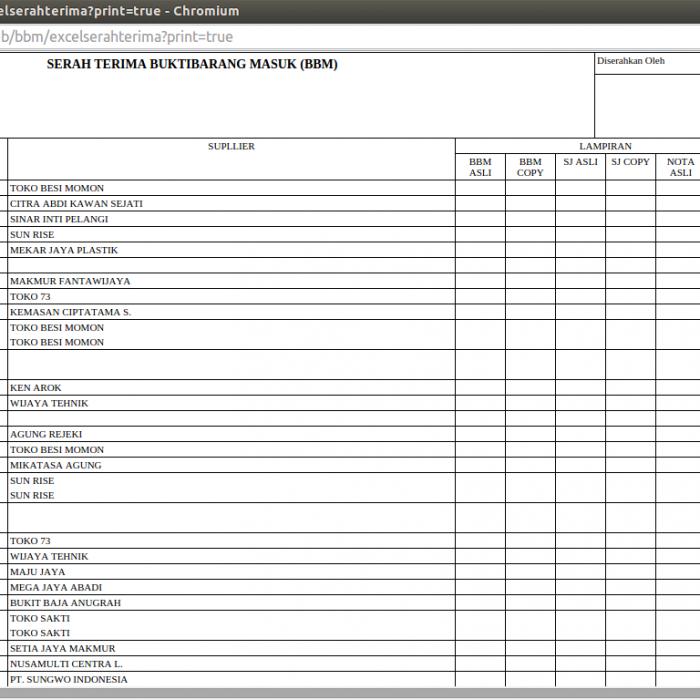 elserahterima?print=true - Chromium
b/bbm/excelserahterima?print=true
SERAH TERIMA BUKTIBARANG MASUK (BBM)
Diserahkan Oleh
SUPLLIER
LAMPIRAN
BBM ASLI
BBM COPY
SJ ASLI
SJ COPY
NOTA ASLI
TOKO BESI MOMON
CITRA ABDI KAWAN SEJATI
SINAR INTI PELANGI
SUN RISE
MEKAR JAYA PLASTIK
MAKMUR FANTAWIJAYA
TOKO 73
KEMASAN CIPTATAMA S.
TOKO BESI MOMON
TOKO BESI MOMON
KEN AROK
WIJAYA TEHNIK
AGUNG REJEKI
TOKO BESI MOMON
MIKATASA AGUNG
SUN RISE
SUN RISE
TOKO 73
WIJAYA TEHNIK
MAJU JAYA
MEGA JAYA ABADI
BUKIT BAJA ANUGRAH
TOKO SAKTI
TOKO SAKTI
SETIA JAYA MAKMUR
NUSAMULTI CENTRA L.
PT. SUNGWO INDONESIA